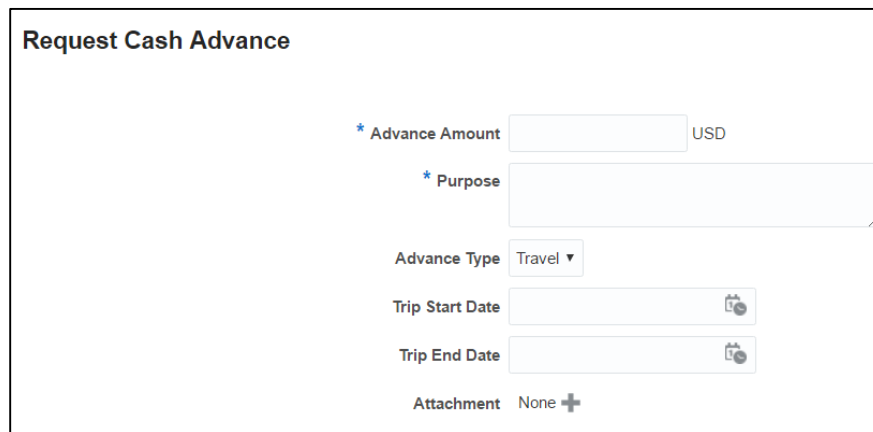 Request Cash Advance
* Advance Amount USD
* Purpose
Advance Type Travel
Trip Start Date
Trip End Date
Attachment None